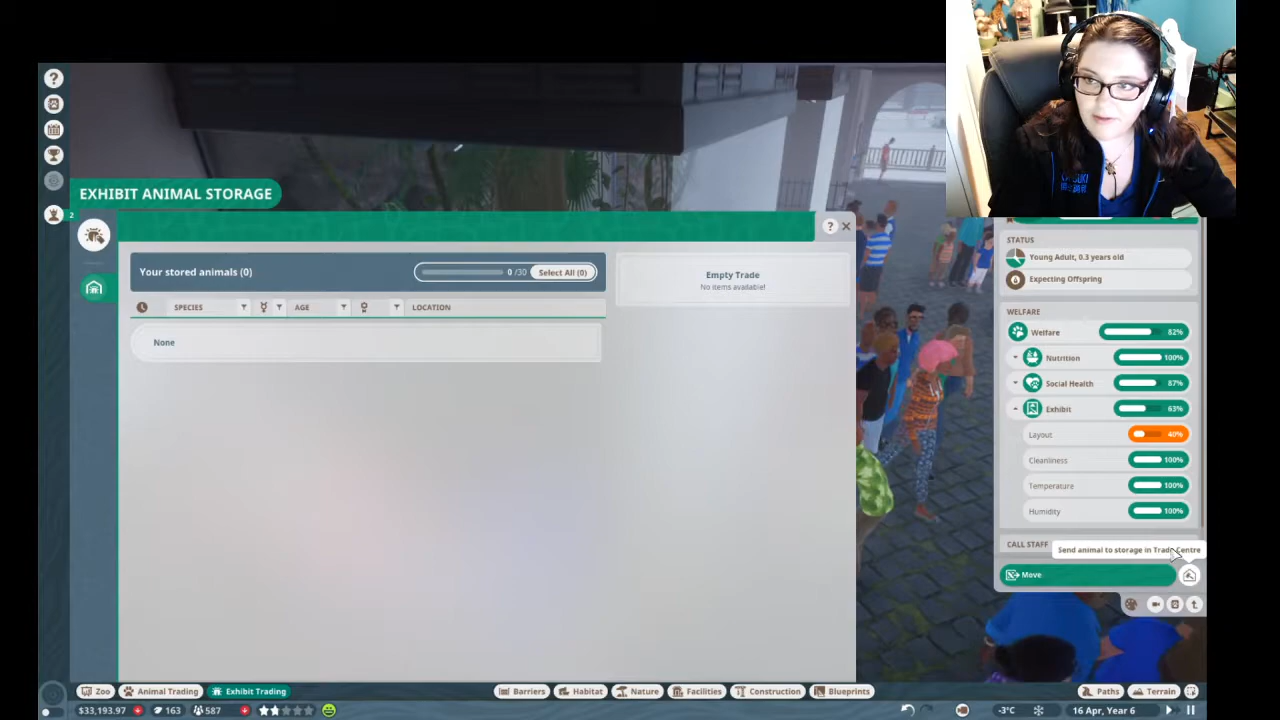 EXHIBIT ANIMAL STORAGE
2
?
Your stored animals (0)
0 /30
Select All (0)
SPECIES
AGE
LOCATION
None
Empty Trade
No items available!
STATUS
Young Adult, 0.3 years old
Expecting Offspring
WELFARE
Welfare 82%
Nutrition 100%
Social Health 87%
Exhibit 63%
Layout 40%
Cleanliness 100%
Temperature 100%
Humidity 100%
CALL STAFF
Send animal to storage in Trade Centre
Move
Zoo
Animal Trading
Exhibit Trading
Barriers
Habitat
Nature
Facilities
Construction
Blueprints
Paths
Terrain
$33,193.97
163
587
-3°C
16 Apr, Year 6